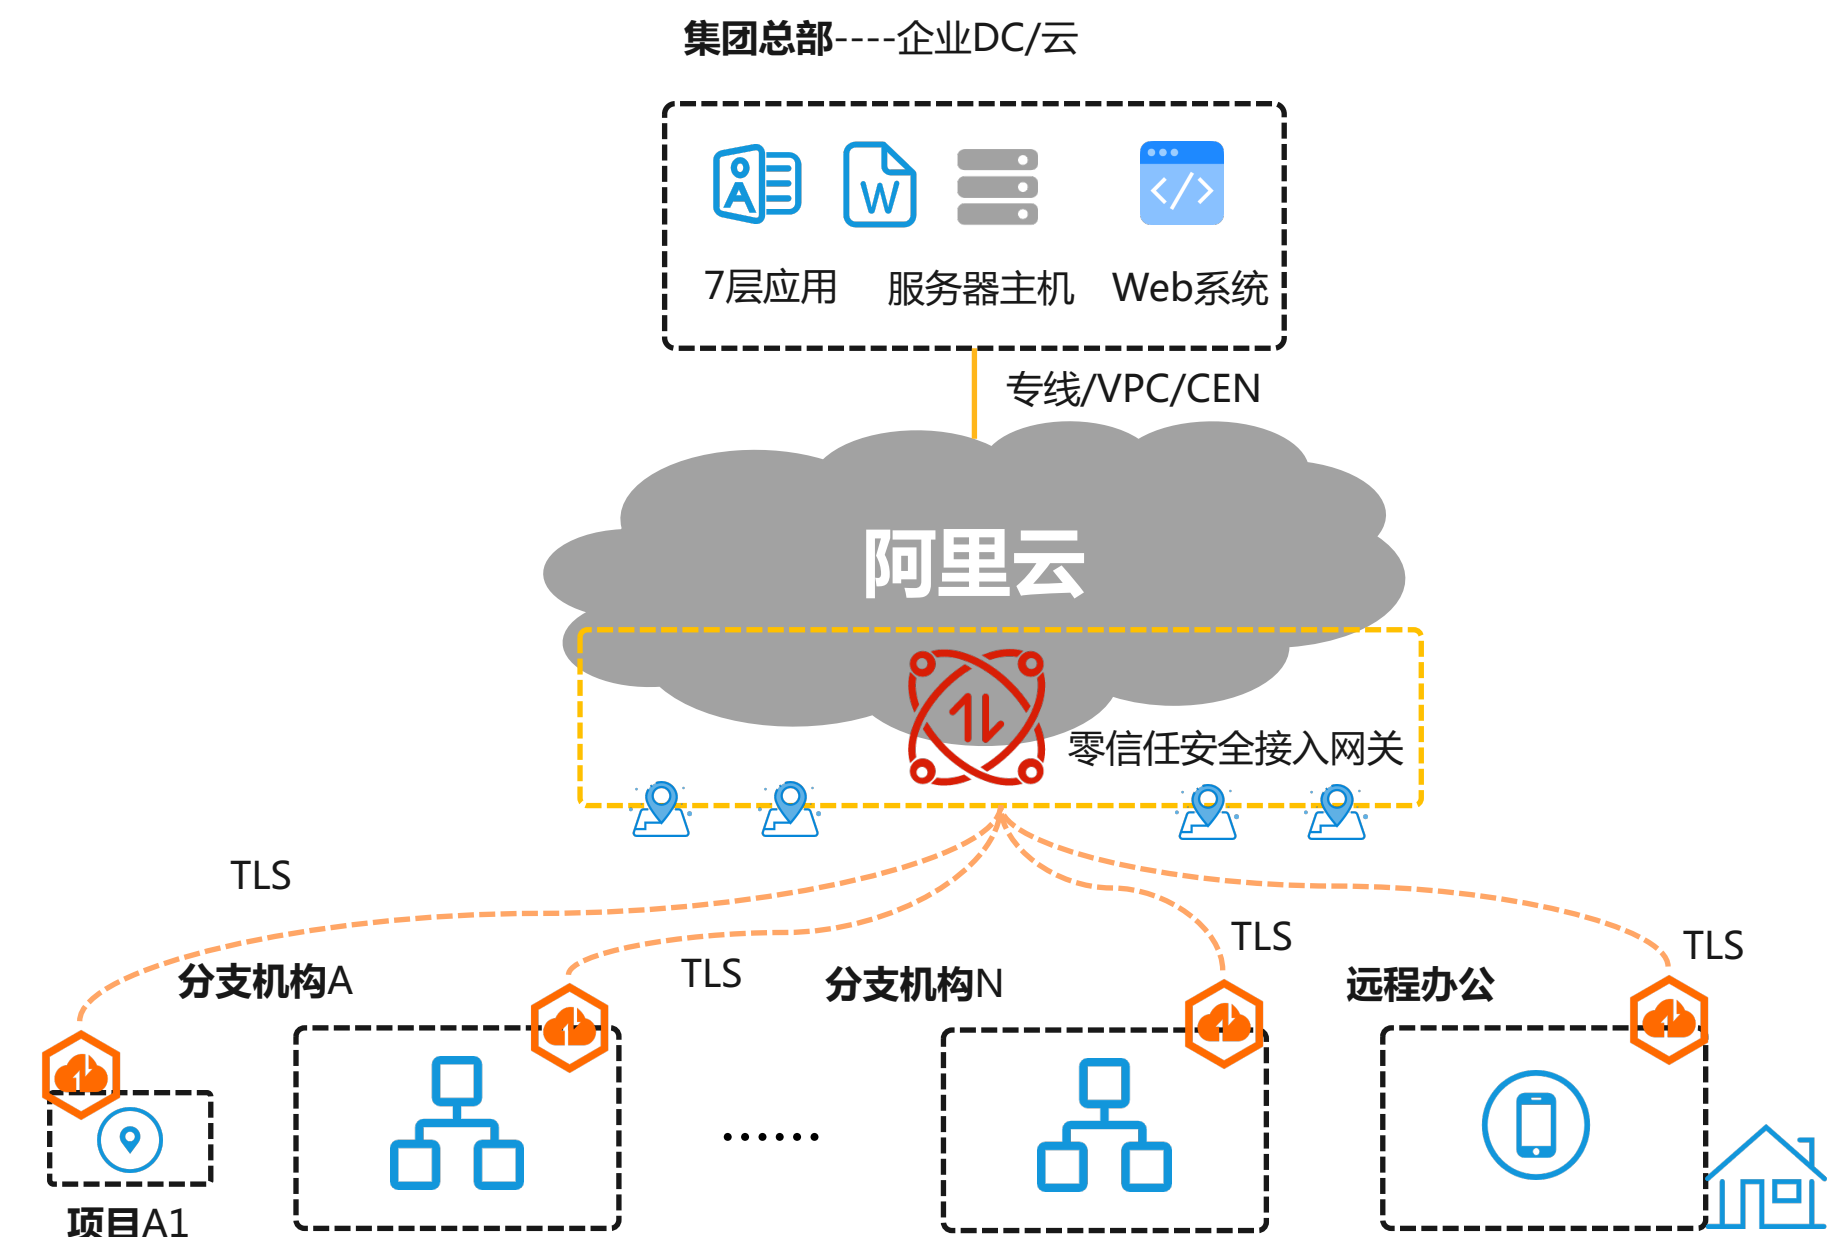 集团总部----企业DC/云
7层应用
服务器主机
Web系统
专线/VPC/CEN
阿里云
零信任安全接入网关
TLS
TLS
TLS
TLS
分支机构A
分支机构N
远程办公
......
项目A1